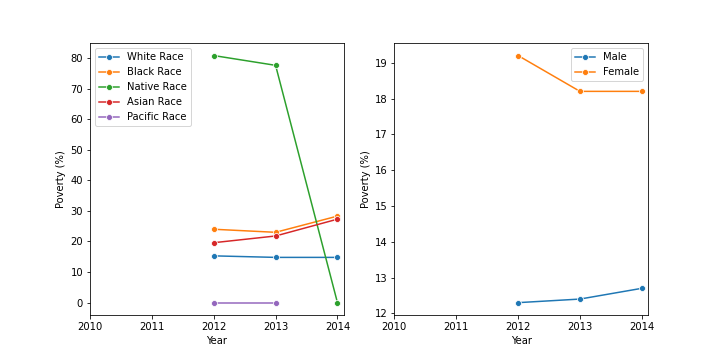 White Race
Black Race
Native Race
Asian Race
Pacific Race
80
70
60
50
40
30
20
10
0
Poverty (%)
2010 2011 2012 2013 2014
Year
Male
Female
19
18
17
16
15
14
13
12
Poverty (%)
2010 2011 2012 2013 2014
Year